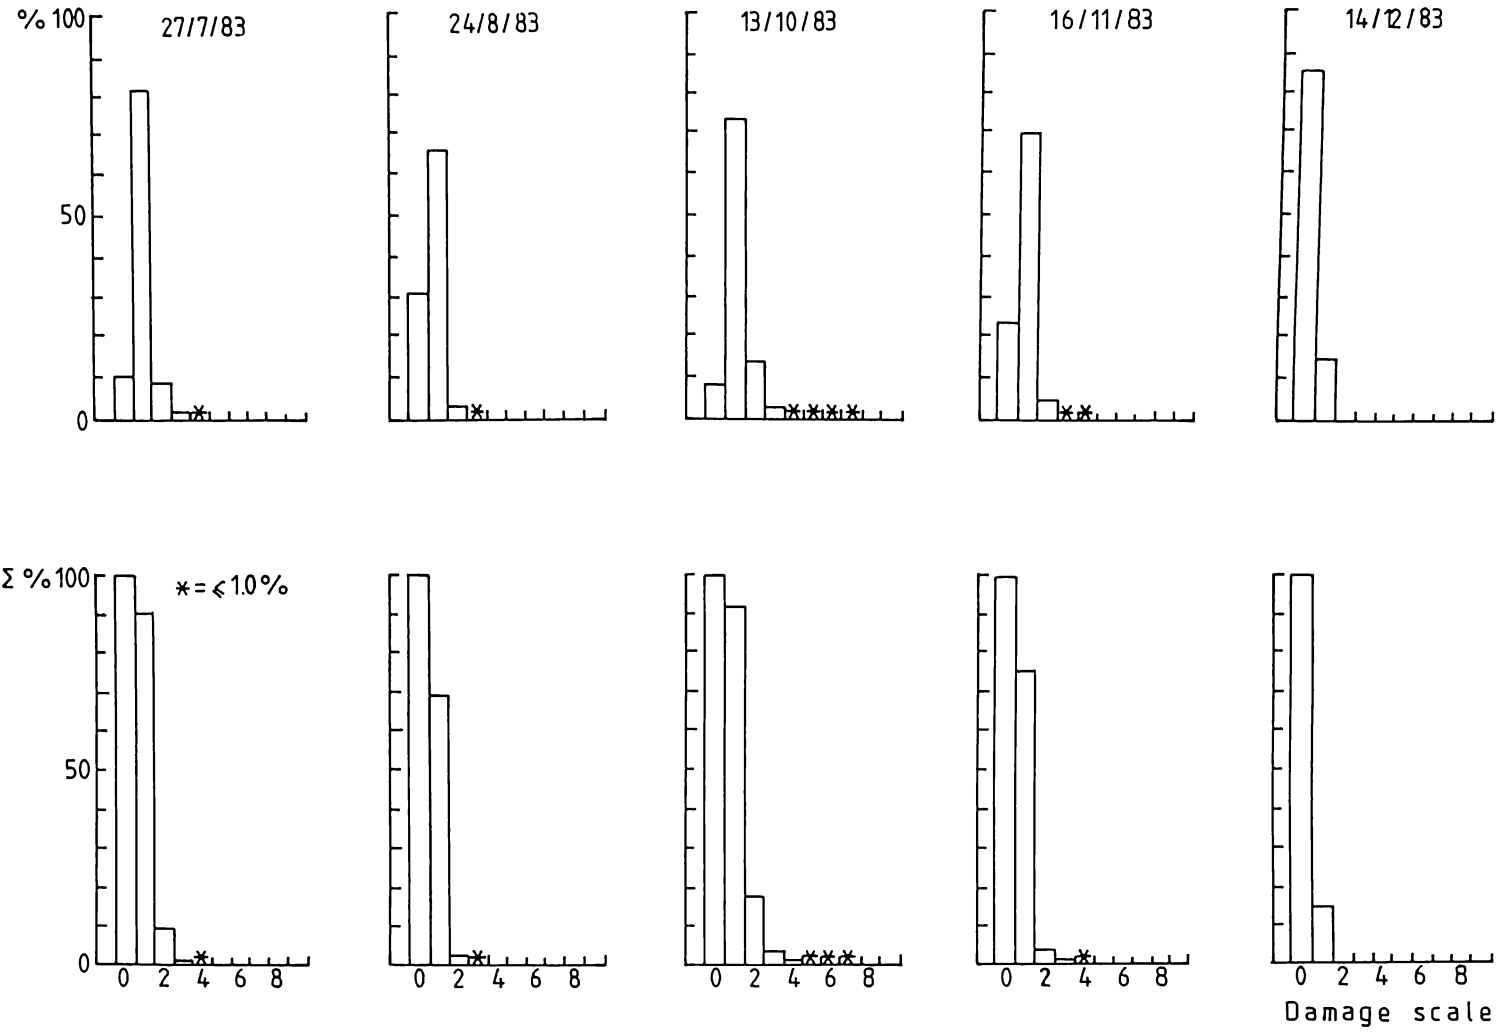 % 100 27/7/83 24/8/83 13/10/83 16/11/83 14/12/83
50
0 * * * * * * * *
Σ % 100 * = ⩽ 1.0 %
50
0 * * * * * *
0 2 4 6 8 0 2 4 6 8 0 2 4 6 8 0 2 4 6 8 0 2 4 6 8
Damage scale